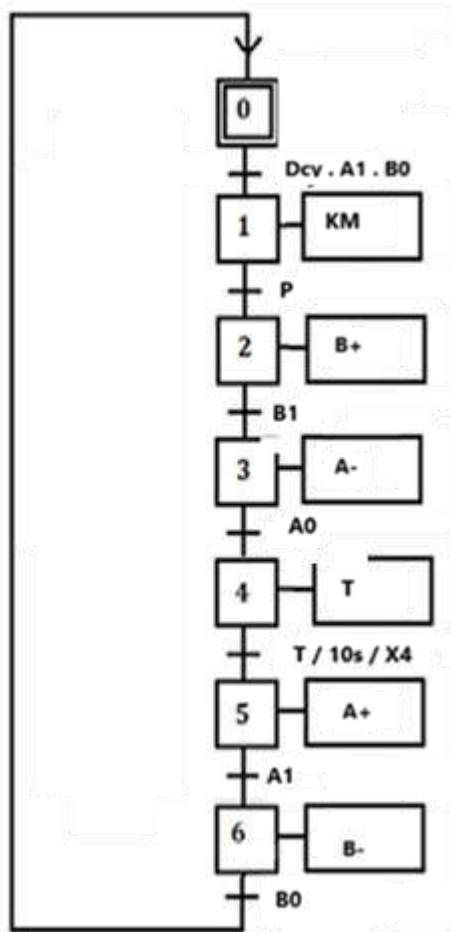 0
Dcy . A1 . B0
1 KM
P
2 B+
B1
3 A-
A0
4 T
T / 10s / X4
5 A+
A1
6 B-
B0